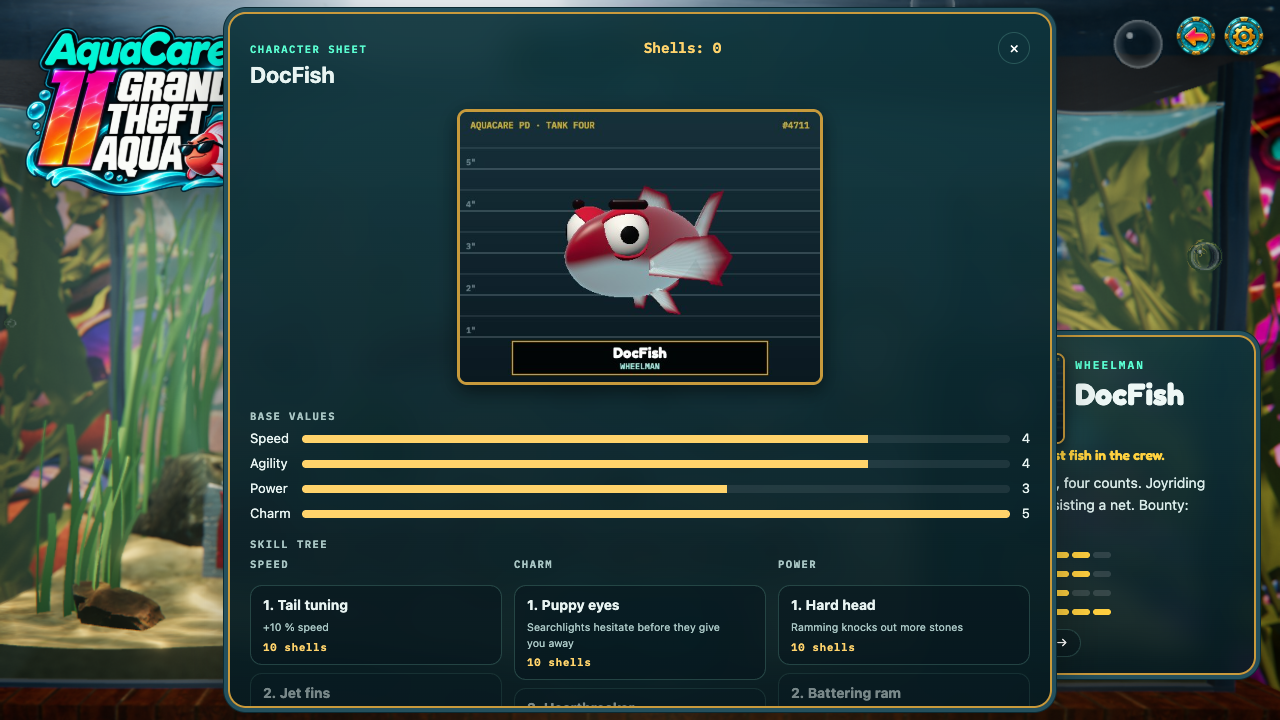 AquaCare
II GRAND
THEFT
AQUA
CHARACTER SHEET
DocFish
Shells: 0
×
AQUACARE PD · TANK FOUR
#4711
5"
4"
3"
2"
1"
DocFish
WHEELMAN
BASE VALUES
Speed 4
Agility 4
Power 3
Charm 5
SKILL TREE
SPEED
1. Tail tuning
+10 % speed
10 shells
2. Jet fins
CHARM
1. Puppy eyes
Searchlights hesitate before they give
you away
10 shells
POWER
1. Hard head
Ramming knocks out more stones
10 shells
2. Battering ram
WHEELMAN
DocFish
st fish in the crew.
, four counts. Joyriding
sisting a net. Bounty:
→